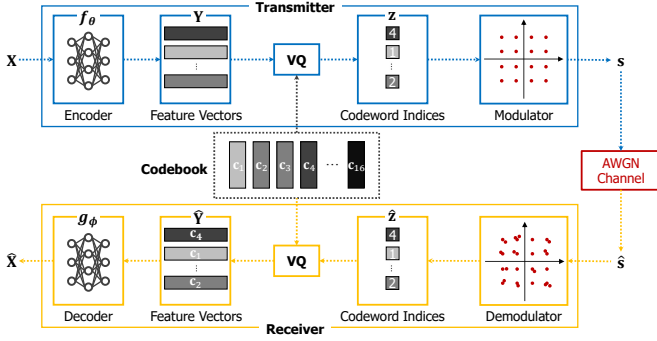 Transmitter
f_θ
Y
z
X
VQ
4
1
⋮
2
s
Encoder
Feature Vectors
Codeword Indices
Modulator
Codebook
c_1
c_2
c_3
c_4
···
c_16
AWGN
Channel
g_ϕ
Ŷ
ẑ
X̂
c_4
c_1
⋮
c_2
VQ
4
1
⋮
2
ŝ
Decoder
Feature Vectors
Codeword Indices
Demodulator
Receiver